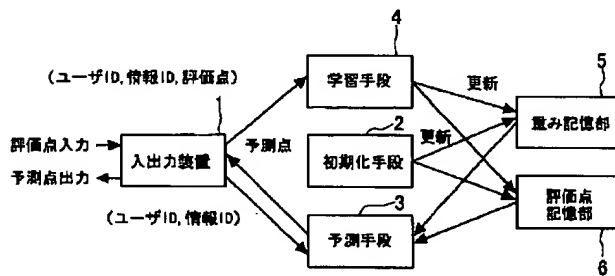 4
(ユーザID,情報ID,評価点)
学習手段
更新
5
評価点入力
予測点出力
入出力装置
予測点
2
初期化手段
更新
重み記憶部
(ユーザID,情報ID)
3
予測手段
評価点
記憶部
6